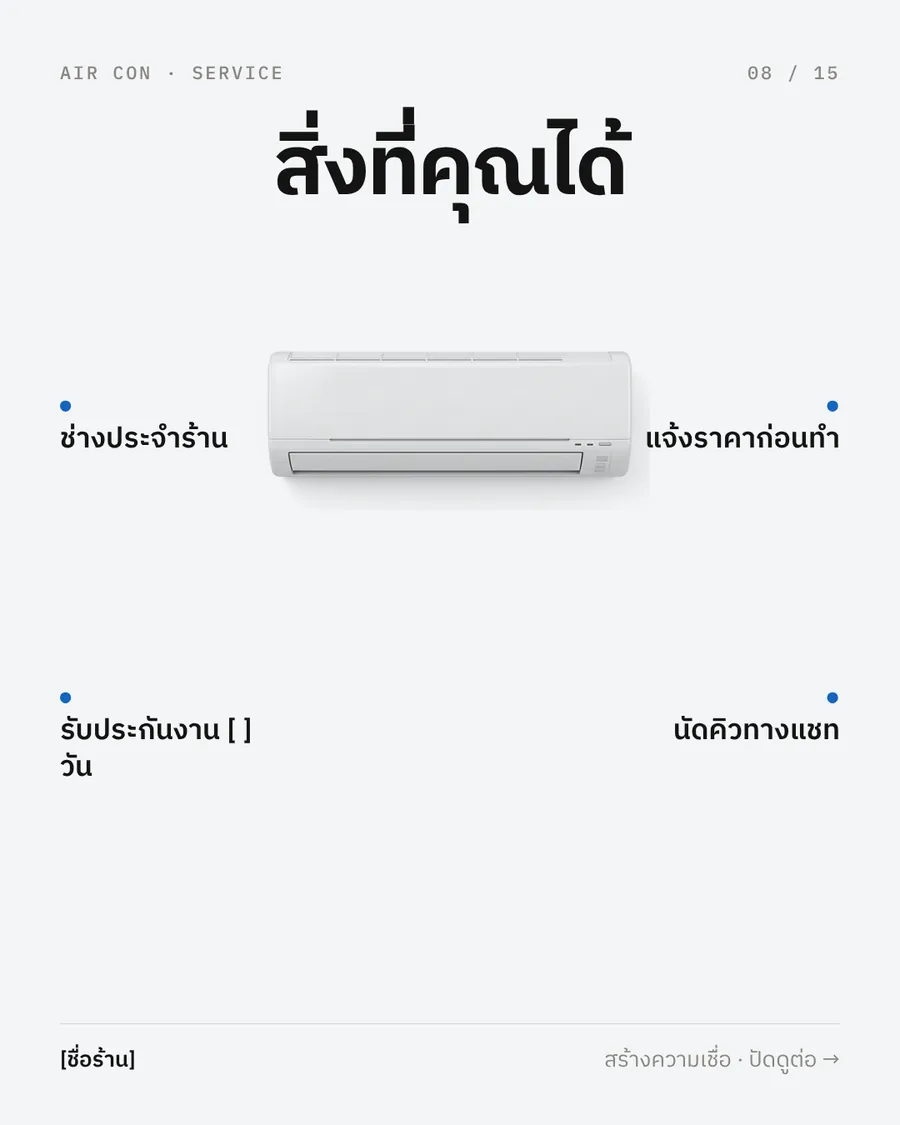 AIR CON · SERVICE
08 / 15
สิ่งที่คุณได้
ช่างประจำร้าน
แจ้งราคาก่อนทำ
รับประกันงาน [ ]
วัน
นัดคิวทางแชท
[ชื่อร้าน]
สร้างความเชื่อ · ปัดดูต่อ →